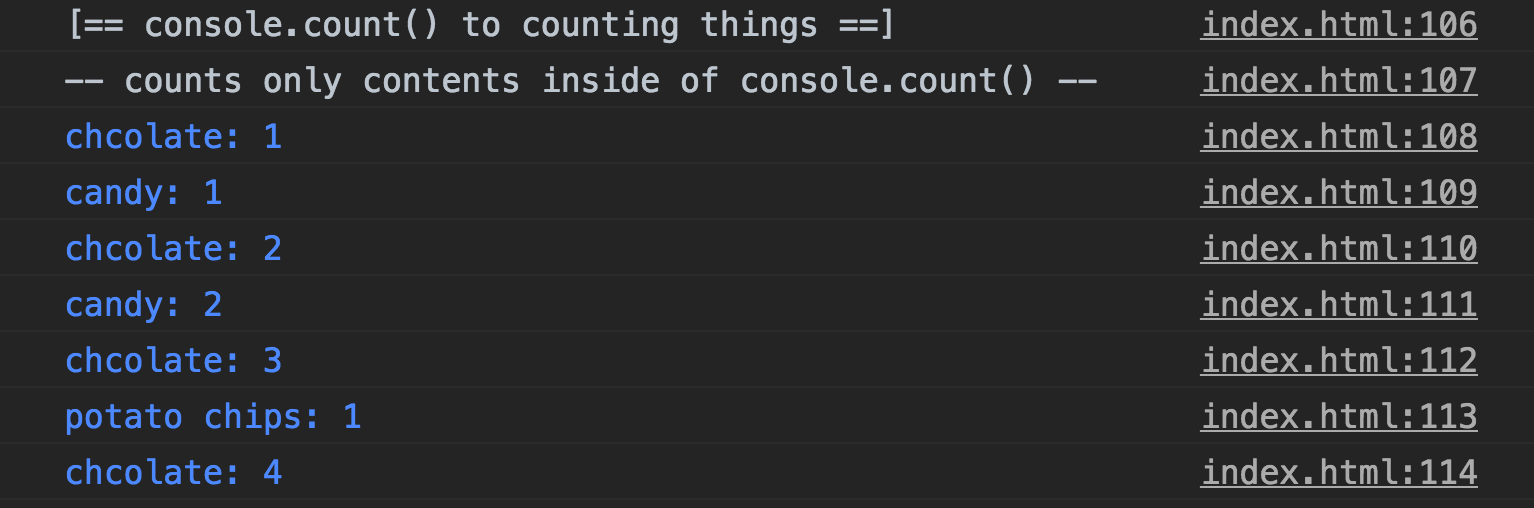 [== console.count() to counting things ==] index.html:106
-- counts only contents inside of console.count() -- index.html:107
chcolate: 1 index.html:108
candy: 1 index.html:109
chcolate: 2 index.html:110
candy: 2 index.html:111
chcolate: 3 index.html:112
potato chips: 1 index.html:113
chcolate: 4 index.html:114